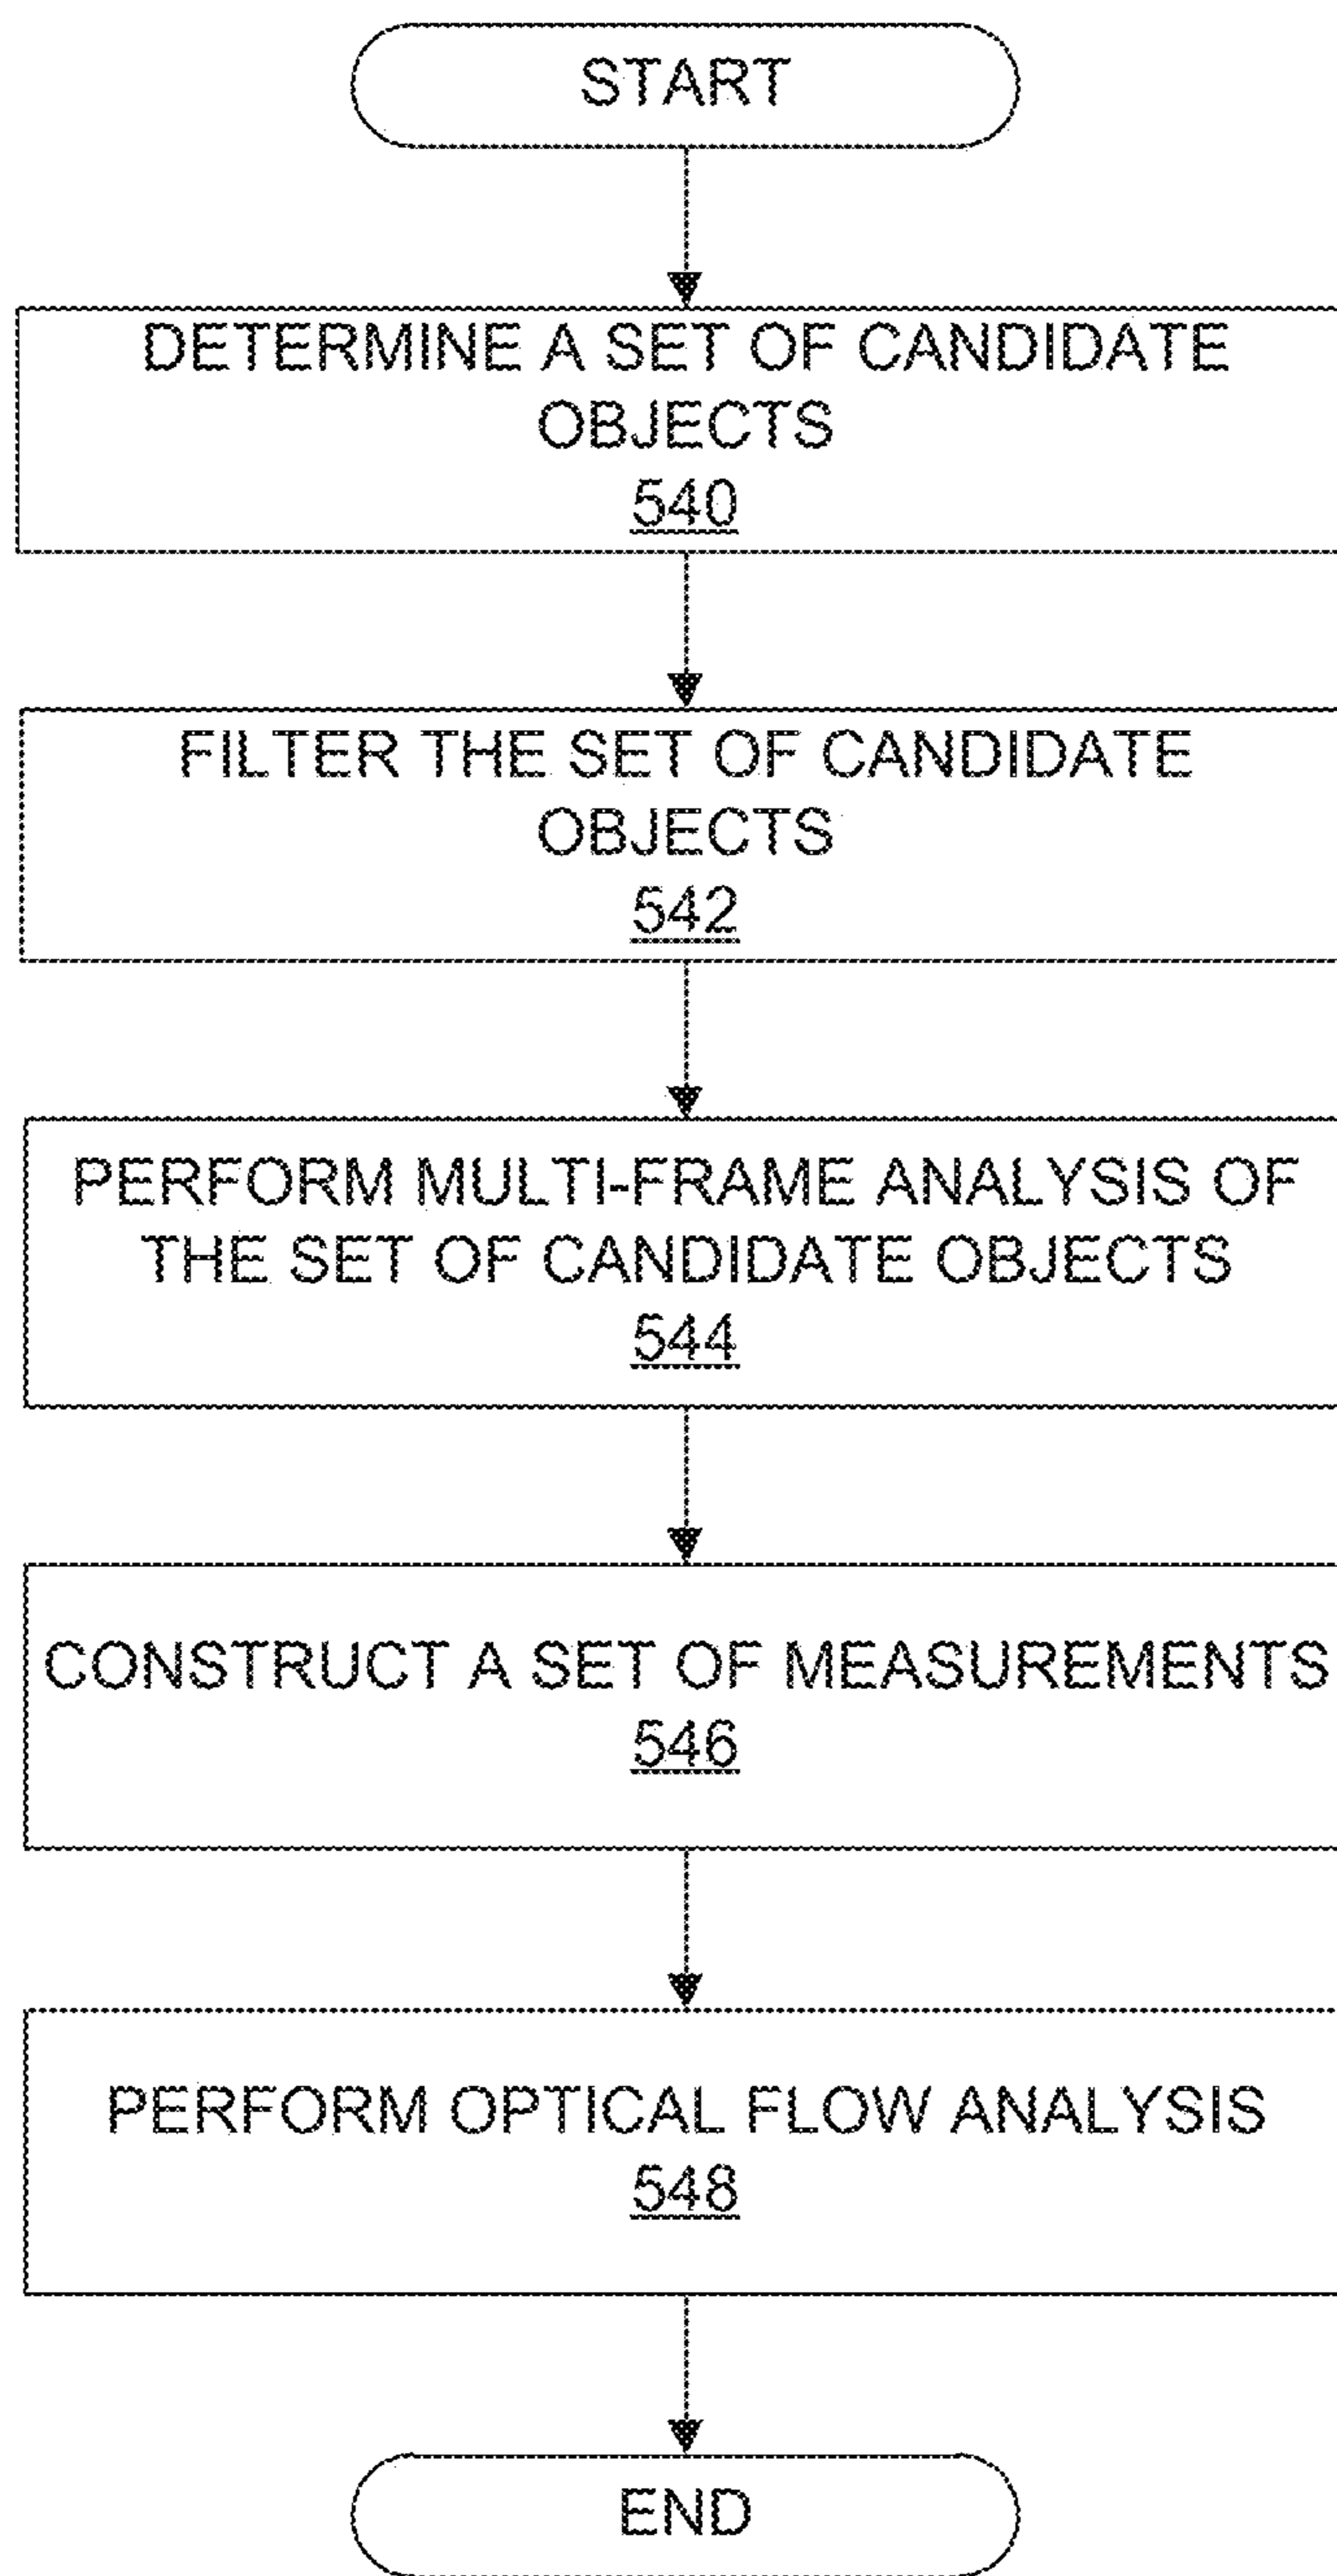 START
DETERMINE A SET OF CANDIDATE
OBJECTS
540
FILTER THE SET OF CANDIDATE
OBJECTS
542
PERFORM MULTI-FRAME ANALYSIS OF
THE SET OF CANDIDATE OBJECTS
544
CONSTRUCT A SET OF MEASUREMENTS
546
PERFORM OPTICAL FLOW ANALYSIS
548
END